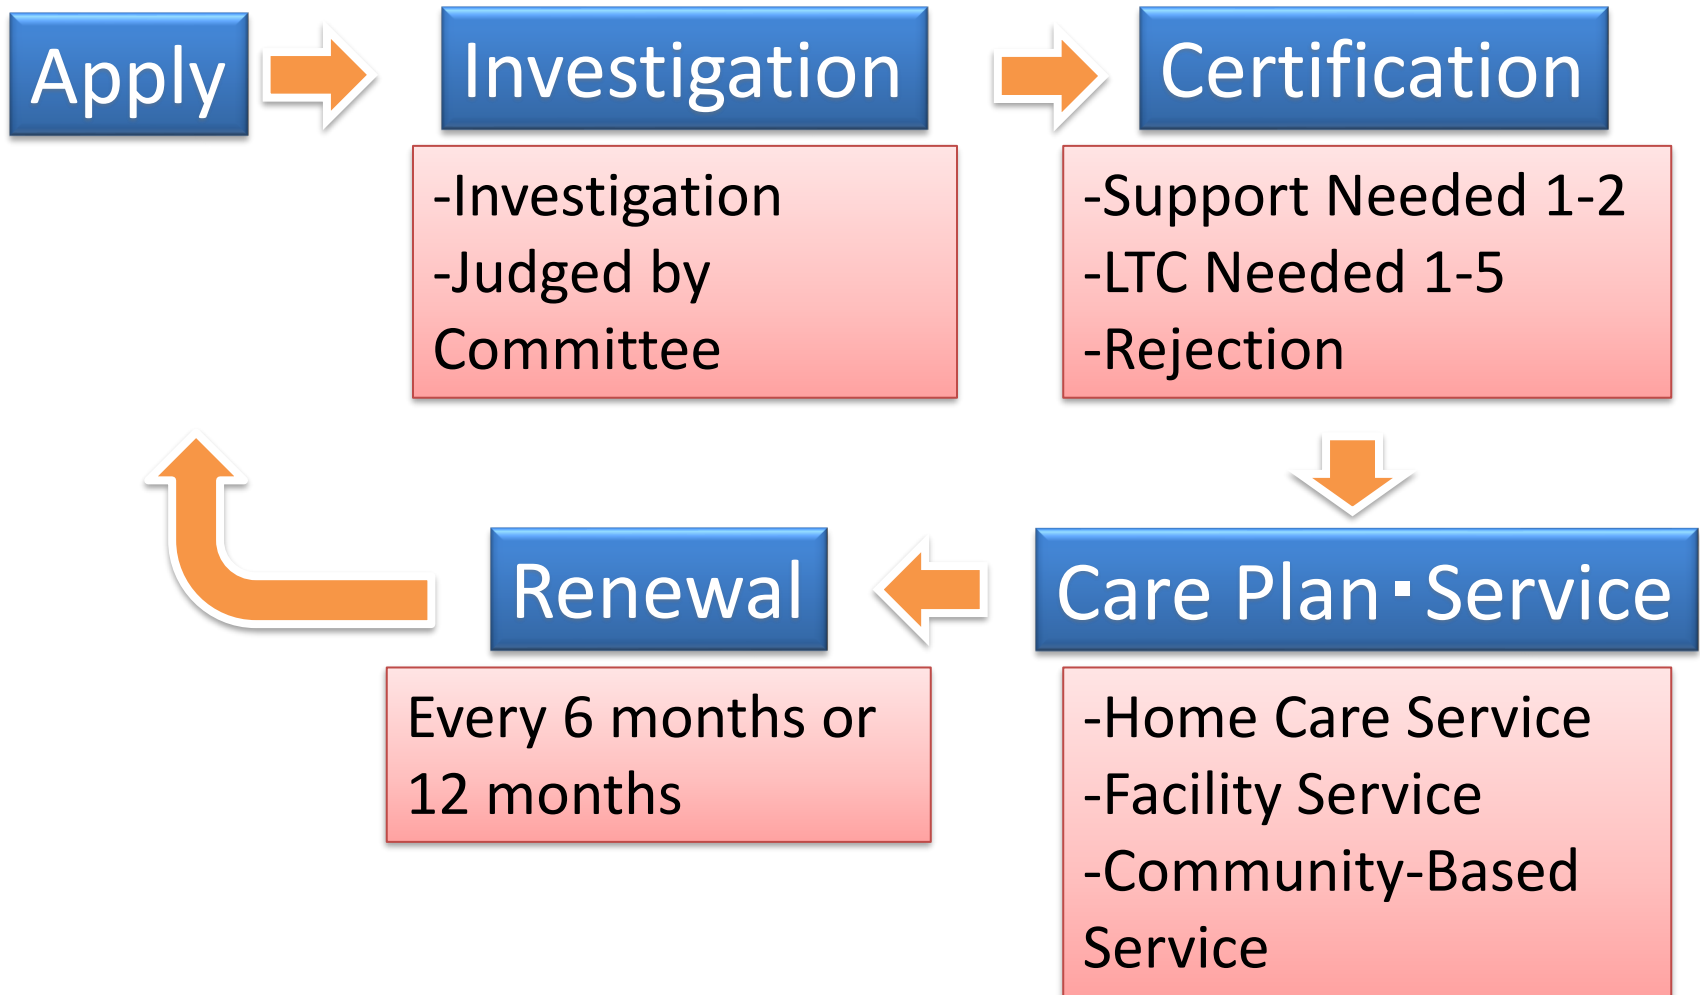 Apply
Investigation
Certification
-Investigation
-Judged by
Committee
-Support Needed 1-2
-LTC Needed 1-5
-Rejection
Renewal
Care Plan・Service
Every 6 months or
12 months
-Home Care Service
-Facility Service
-Community-Based
Service